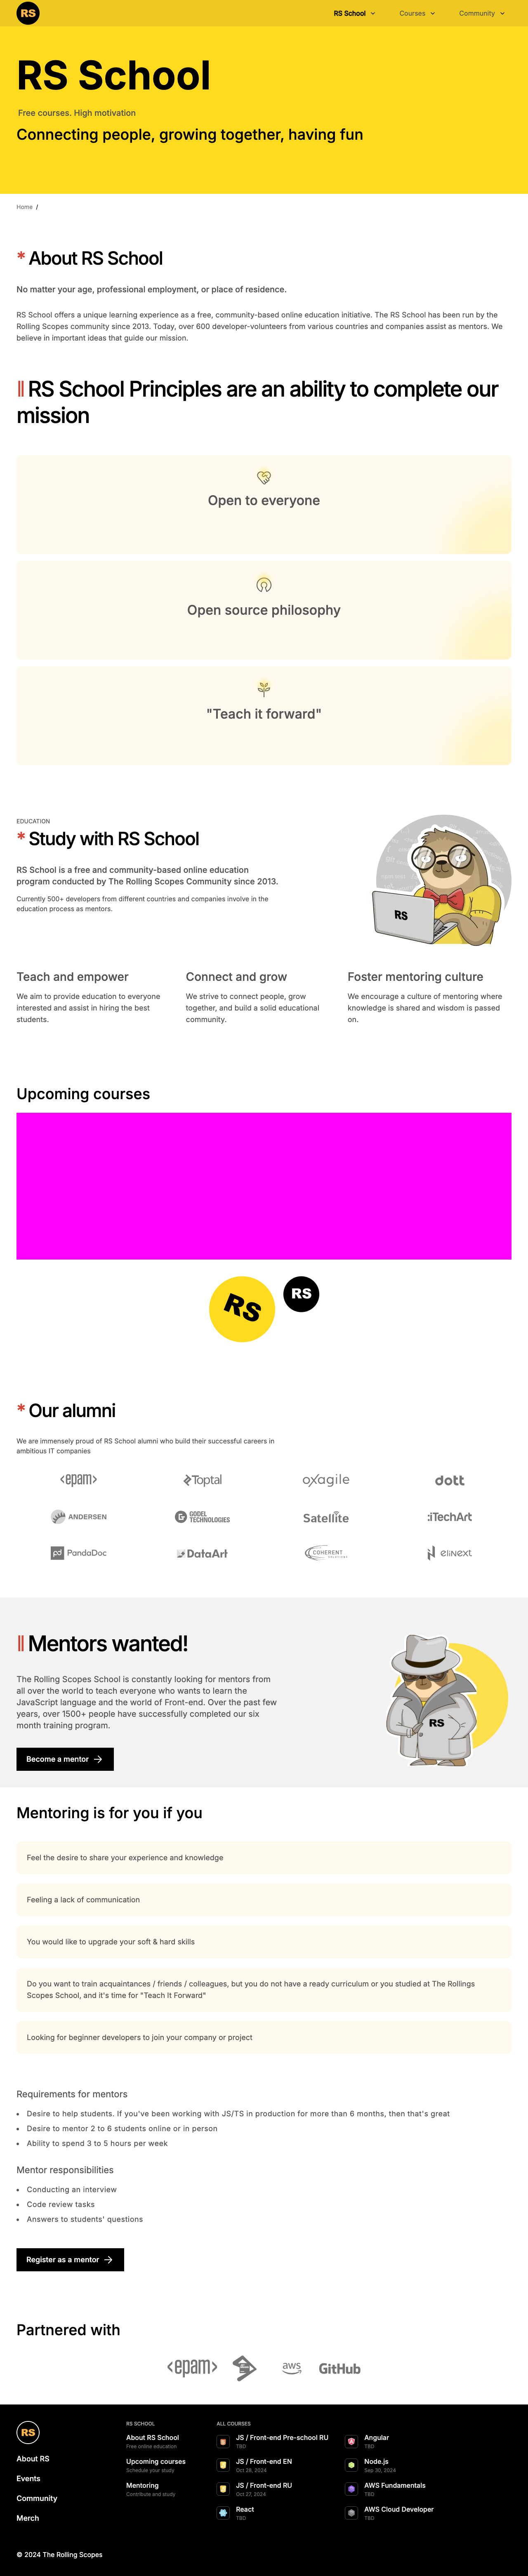 RS
RS School
Courses
Community
RS School
Free courses. High motivation
Connecting people, growing together, having fun
Home /
* About RS School
No matter your age, professional employment, or place of residence.
RS School offers a unique learning experience as a free, community-based online education initiative. The RS School has been run by the
Rolling Scopes community since 2013. Today, over 600 developer-volunteers from various countries and companies assist as mentors. We
believe in important ideas that guide our mission.
RS School Principles are an ability to complete our
mission
Open to everyone
Open source philosophy
"Teach it forward"
EDUCATION
* Study with RS School
RS School is a free and community-based online education
program conducted by The Rolling Scopes Community since 2013.
Currently 500+ developers from different countries and companies involve in the
education process as mentors.
RS
Teach and empower
We aim to provide education to everyone
interested and assist in hiring the best
students.
Connect and grow
We strive to connect people, grow
together, and build a solid educational
community.
Foster mentoring culture
We encourage a culture of mentoring where
knowledge is shared and wisdom is passed
on.
Upcoming courses
RS
RS
* Our alumni
We are immensely proud of RS School alumni who build their successful careers in
ambitious IT companies
<epam>
Toptal
oxagile
dott
ANDERSEN
GODEL
TECHNOLOGIES
Satellite
iTechArt
pd PandaDoc
DataArt
COHERENT
SOLUTIONS
eliNext
Mentors wanted!
The Rolling Scopes School is constantly looking for mentors from
all over the world to teach everyone who wants to learn the
JavaScript language and the world of Front-end. Over the past few
years, over 1500+ people have successfully completed our six
month training program.
Become a mentor
RS
Mentoring is for you if you
Feel the desire to share your experience and knowledge
Feeling a lack of communication
You would like to upgrade your soft & hard skills
Do you want to train acquaintances / friends / colleagues, but you do not have a ready curriculum or you studied at The Rollings
Scopes School, and it's time for "Teach It Forward"
Looking for beginner developers to join your company or project
Requirements for mentors
• Desire to help students. If you've been working with JS/TS in production for more than 6 months, then that's great
• Desire to mentor 2 to 6 students online or in person
• Ability to spend 3 to 5 hours per week
Mentor responsibilities
• Conducting an interview
• Code review tasks
• Answers to students' questions
Register as a mentor
Partnered with
<epam>
aws
GitHub
RS
About RS
Events
Community
Merch
RS SCHOOL
About RS School
Free online education
Upcoming courses
Schedule your study
Mentoring
Contribute and study
ALL COURSES
JS / Front-end Pre-school RU
TBD
JS / Front-end EN
Oct 28, 2024
JS / Front-end RU
Oct 27, 2024
React
TBD
Angular
TBD
Node.js
Sep 30, 2024
AWS Fundamentals
TBD
AWS Cloud Developer
TBD
© 2024 The Rolling Scopes